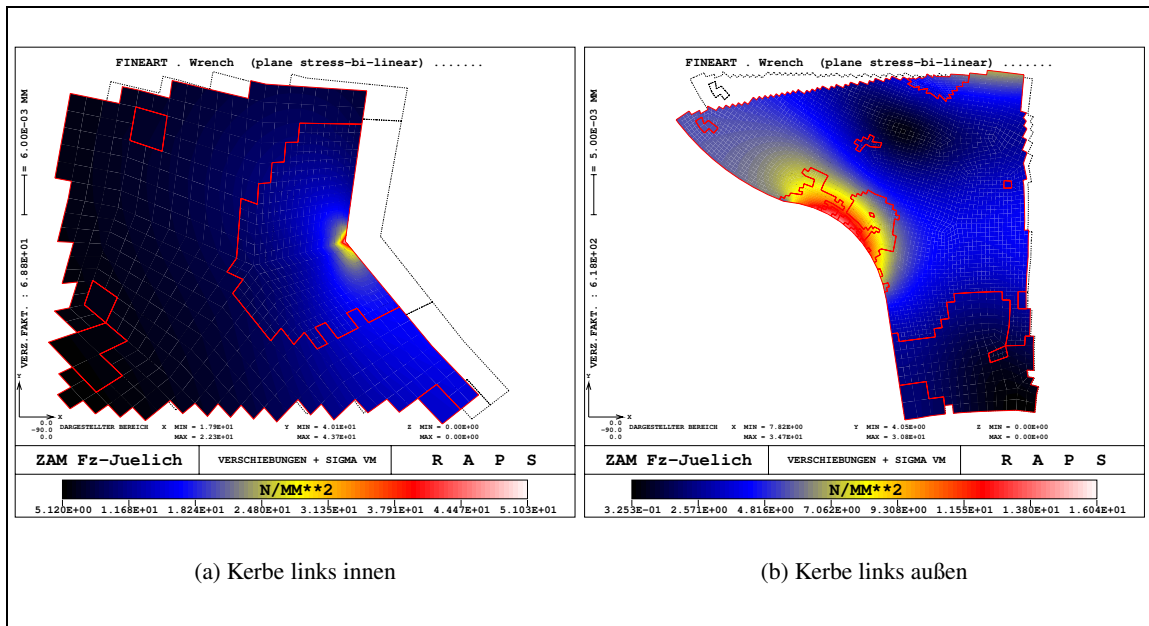 FINEART . Wrench (plane stress-bi-linear) .......
VERZ.FAKT. : 6.88E+01 = 6.00E-03 MM
Y
X
0.0
-90.0
0.0
DARGESTELLTER BEREICH X MIN = 1.79E+01 Y MIN = 4.01E+01 Z MIN = 0.00E+00
MAX = 2.23E+01 MAX = 4.37E+01 MAX = 0.00E+00
ZAM Fz-Juelich VERSCHIEBUNGEN + SIGMA VM R A P S
N/MM**2
5.120E+00 1.168E+01 1.824E+01 2.480E+01 3.135E+01 3.791E+01 4.447E+01 5.103E+01
(a) Kerbe links innen
FINEART . Wrench (plane stress-bi-linear) .......
VERZ.FAKT. : 6.18E+02 = 5.00E-03 MM
Y
X
0.0
-90.0
0.0
DARGESTELLTER BEREICH X MIN = 7.82E+00 Y MIN = 4.05E+00 Z MIN = 0.00E+00
MAX = 3.47E+01 MAX = 3.08E+01 MAX = 0.00E+00
ZAM Fz-Juelich VERSCHIEBUNGEN + SIGMA VM R A P S
N/MM**2
3.253E-01 2.571E+00 4.816E+00 7.062E+00 9.308E+00 1.155E+01 1.380E+01 1.604E+01
(b) Kerbe links außen